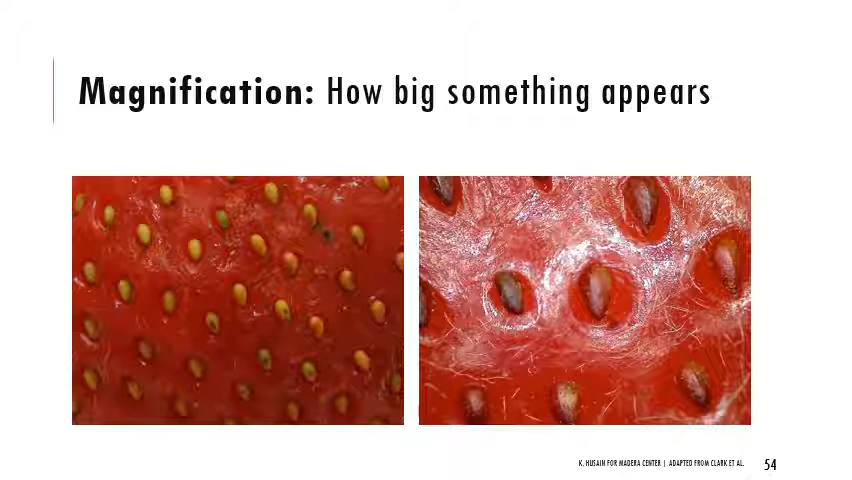 Magnification: How big something appears
K. HUSAIN FOR MADERA CENTER | ADAPTED FROM CLARK ET AL.
54